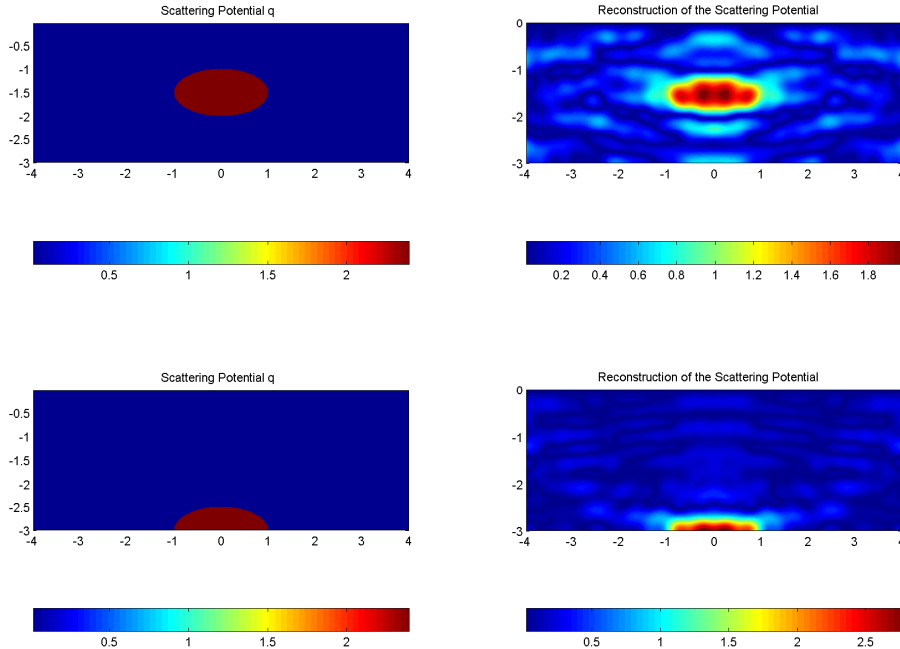 Scattering Potential q
-0.5
-1
-1.5
-2
-2.5
-3
-4 -3 -2 -1 0 1 2 3 4
0.5 1 1.5 2
Reconstruction of the Scattering Potential
0
-1
-2
-3
-4 -3 -2 -1 0 1 2 3 4
0.2 0.4 0.6 0.8 1 1.2 1.4 1.6 1.8
Scattering Potential q
-0.5
-1
-1.5
-2
-2.5
-3
-4 -3 -2 -1 0 1 2 3 4
0.5 1 1.5 2
Reconstruction of the Scattering Potential
0
-1
-2
-3
-4 -3 -2 -1 0 1 2 3 4
0.5 1 1.5 2 2.5